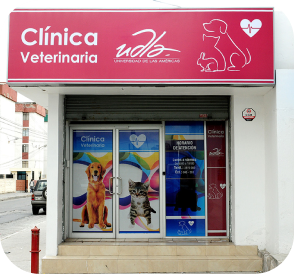 Clínica
Veterinaria
udla
UNIVERSIDAD DE LAS AMÉRICAS
Clínica
Veterinaria
HORARIO
DE ATENCIÓN